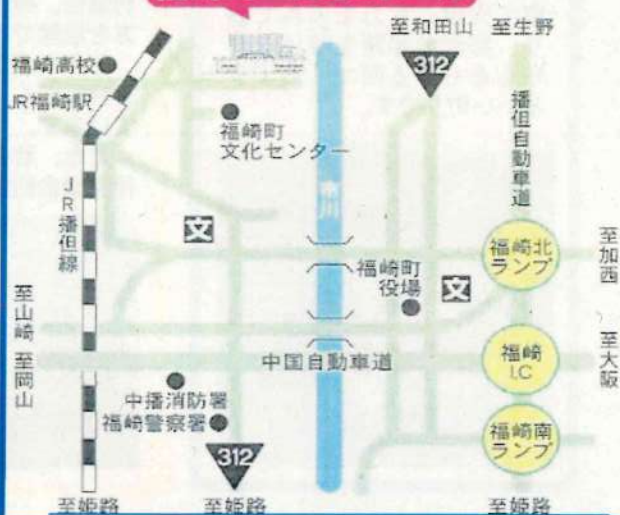 至和田山
至生野
312
福崎高校
JR福崎駅
福崎町
文化センター
播但自動車道
JR播但線
市川
文
福崎北
ランプ
至加西
福崎町
役場
文
至山崎
至岡山
中国自動車道
福崎
I.C
至大阪
中播消防署
福崎警察署
福崎南
ランプ
312
至姫路
至姫路
至姫路